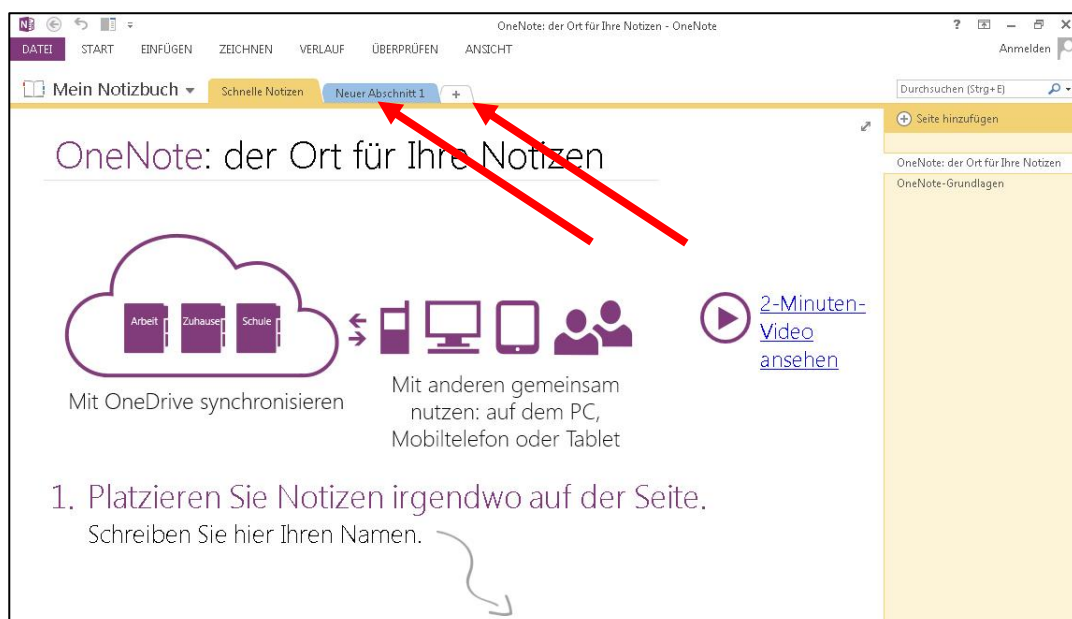 OneNote: der Ort für Ihre Notizen - OneNote
DATEI START EINFÜGEN ZEICHNEN VERLAUF ÜBERPRÜFEN ANSICHT Anmelden
Mein Notizbuch Schnelle Notizen Neuer Abschnitt 1 + Durchsuchen (Strg+E)
Seite hinzufügen
OneNote: der Ort für Ihre Notizen
OneNote: der Ort für Ihre Notizen
OneNote-Grundlagen
Arbeit Zuhause Schule
2-Minuten-
Video
ansehen
Mit OneDrive synchronisieren
Mit anderen gemeinsam
nutzen: auf dem PC,
Mobiltelefon oder Tablet
1. Platzieren Sie Notizen irgendwo auf der Seite.
Schreiben Sie hier Ihren Namen.